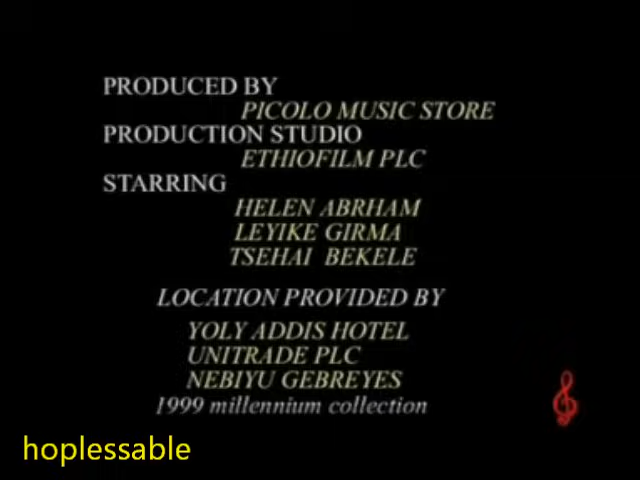 PRODUCED BY
PICOLO MUSIC STORE
PRODUCTION STUDIO
ETHIOFILM PLC
STARRING
HELEN ABRHAM
LEYIKE GIRMA
TSEHAI BEKELE
LOCATION PROVIDED BY
YOLY ADDIS HOTEL
UNITRADE PLC
NEBIYU GEBREYES
1999 millennium collection
hoplessable